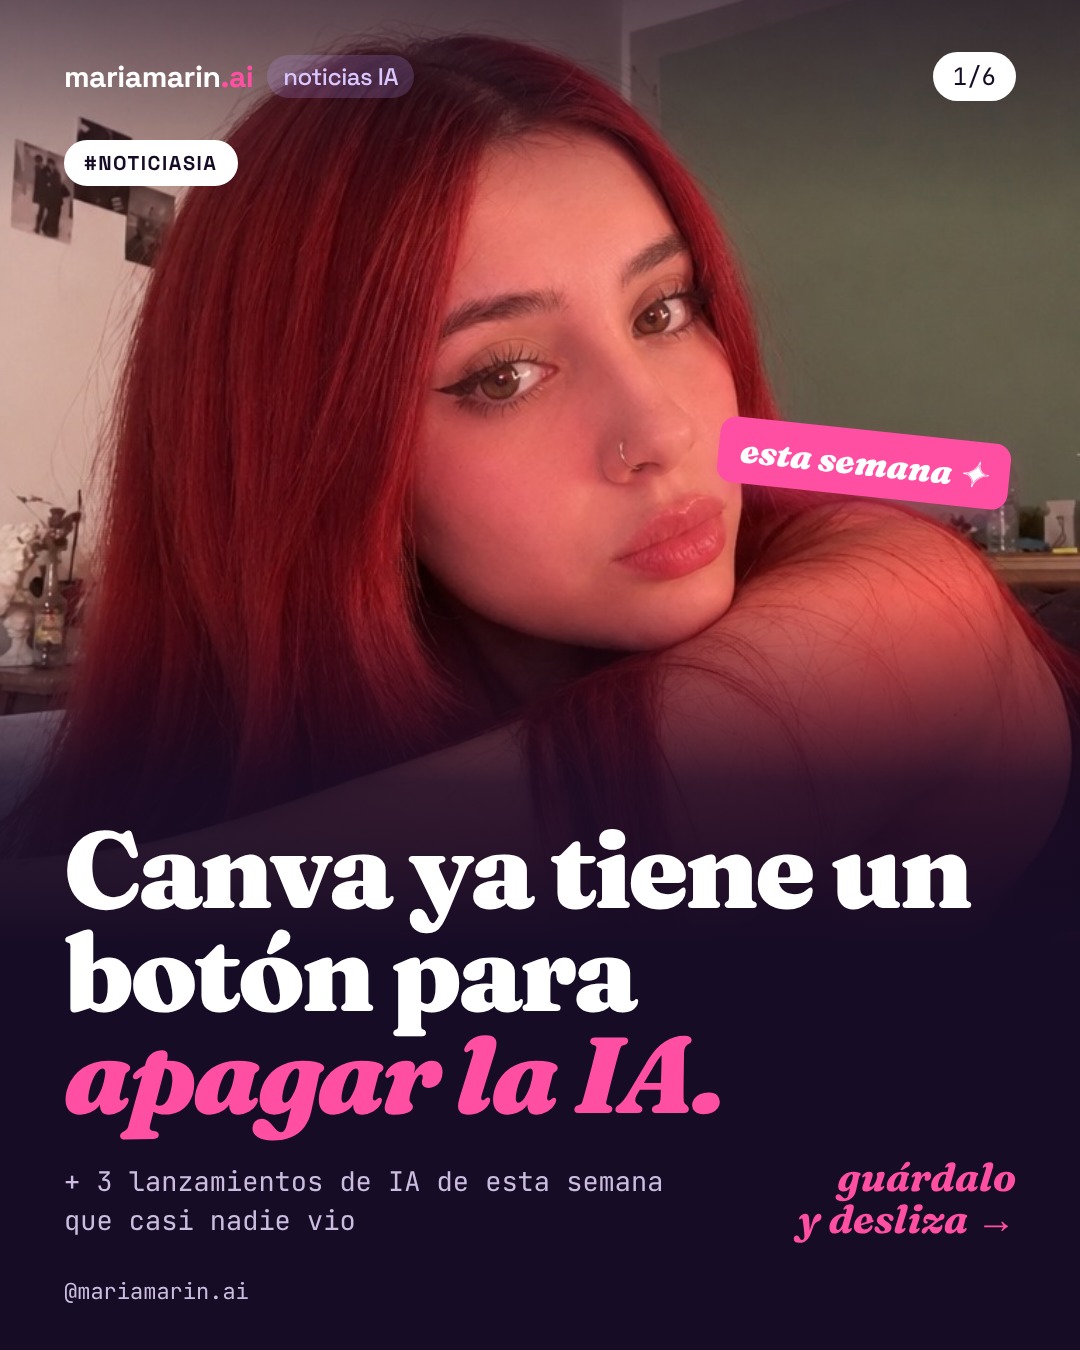 mariamarin.ai noticias IA 1/6
#NOTICIASIA
esta semana ✦
Canva ya tiene un
botón para
apagar la IA.
+ 3 lanzamientos de IA de esta semana
que casi nadie vio
guárdalo
y desliza →
@mariamarin.ai